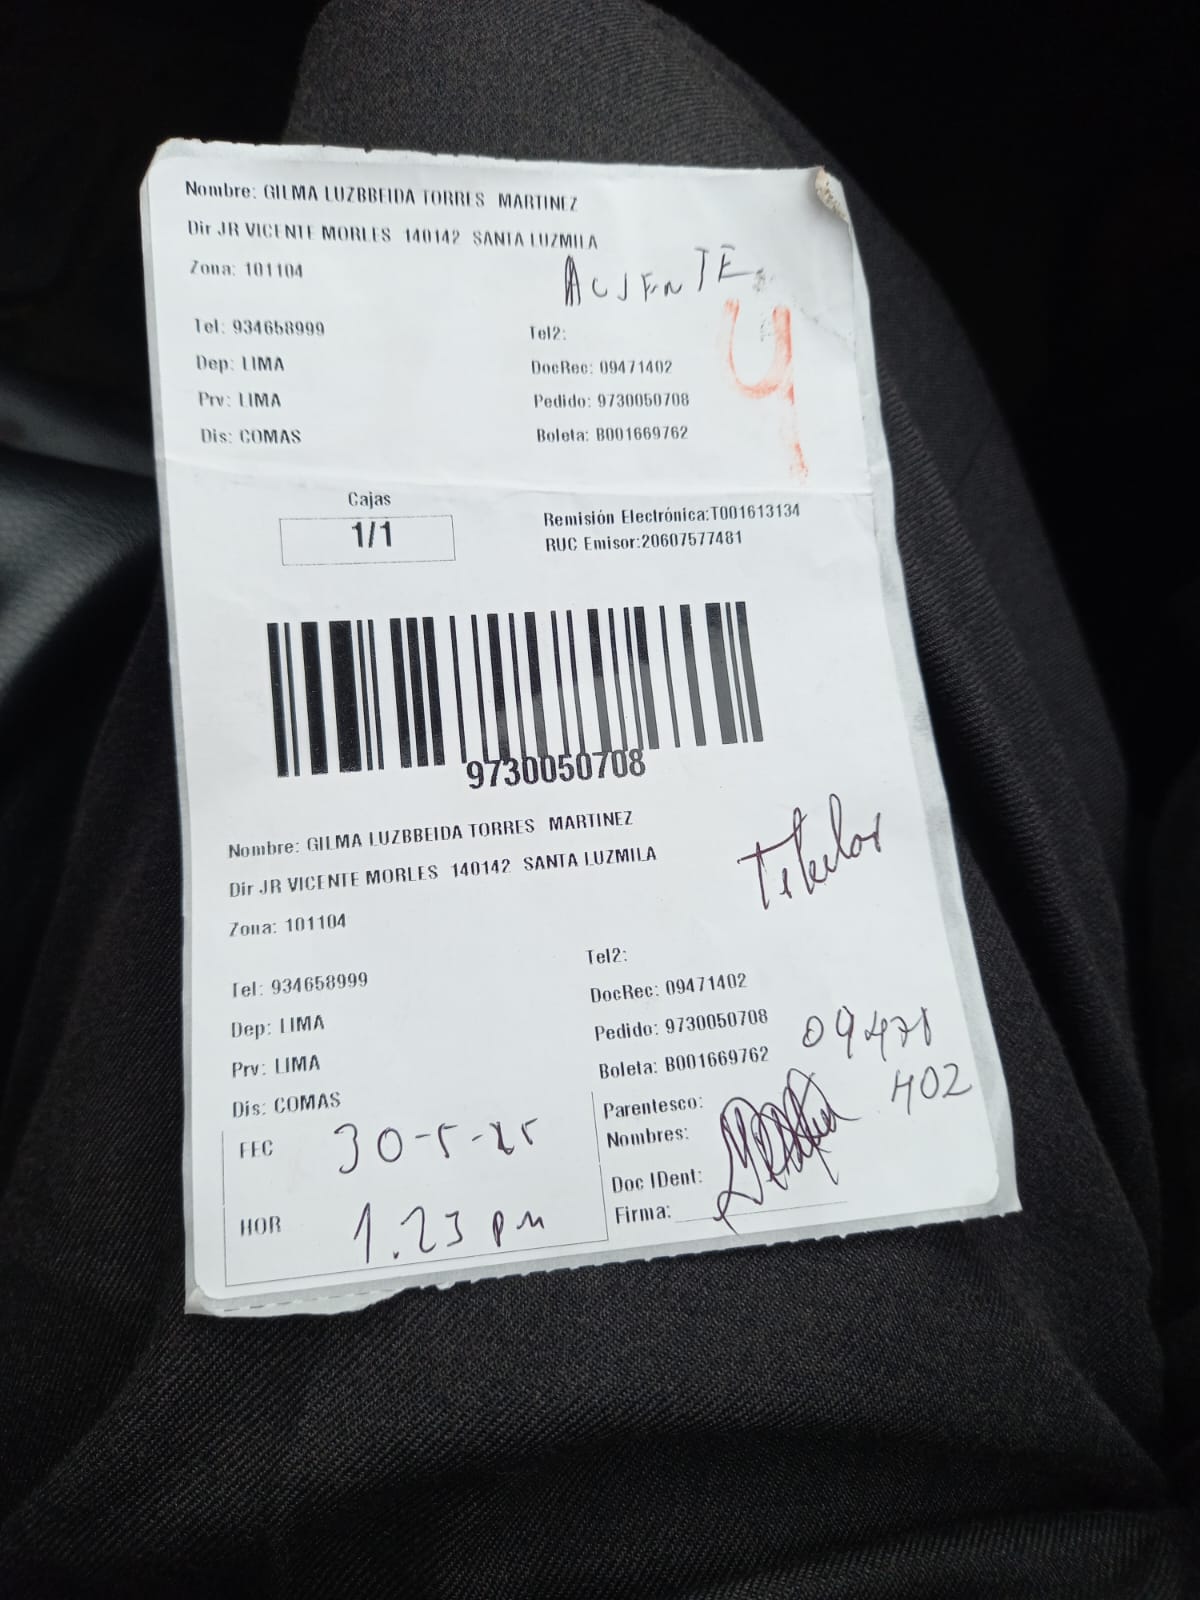 Nombre: GILMA LUZBBEIDA TORRES MARTINEZ
Dir JR VICENTE MORLES 140142 SANTA LUZMILA
Zona: 101104
ACJENTE
4
Tel: 934658999
Tel2:
Dep: LIMA
DocRec: 09471402
Prv: LIMA
Pedido: 9730050708
Dis: COMAS
Boleta: B001669762
Cajas
1/1
Remisión Electrónica:T001613134
RUC Emisor:20607577481
9730050708
Nombre: GILMA LUZBBEIDA TORRES MARTINEZ
Dir JR VICENTE MORLES 140142 SANTA LUZMILA
Titular
Zona: 101104
Tel: 934658999
Tel2:
Dep: LIMA
DocRec: 09471402
Prv: LIMA
Pedido: 9730050708
Dis: COMAS
Boleta: B001669762
09471
402
FEC 30-5-25
Parentesco:
Nombres:
Doc IDent:
HOR 1.23 pm
Firma: